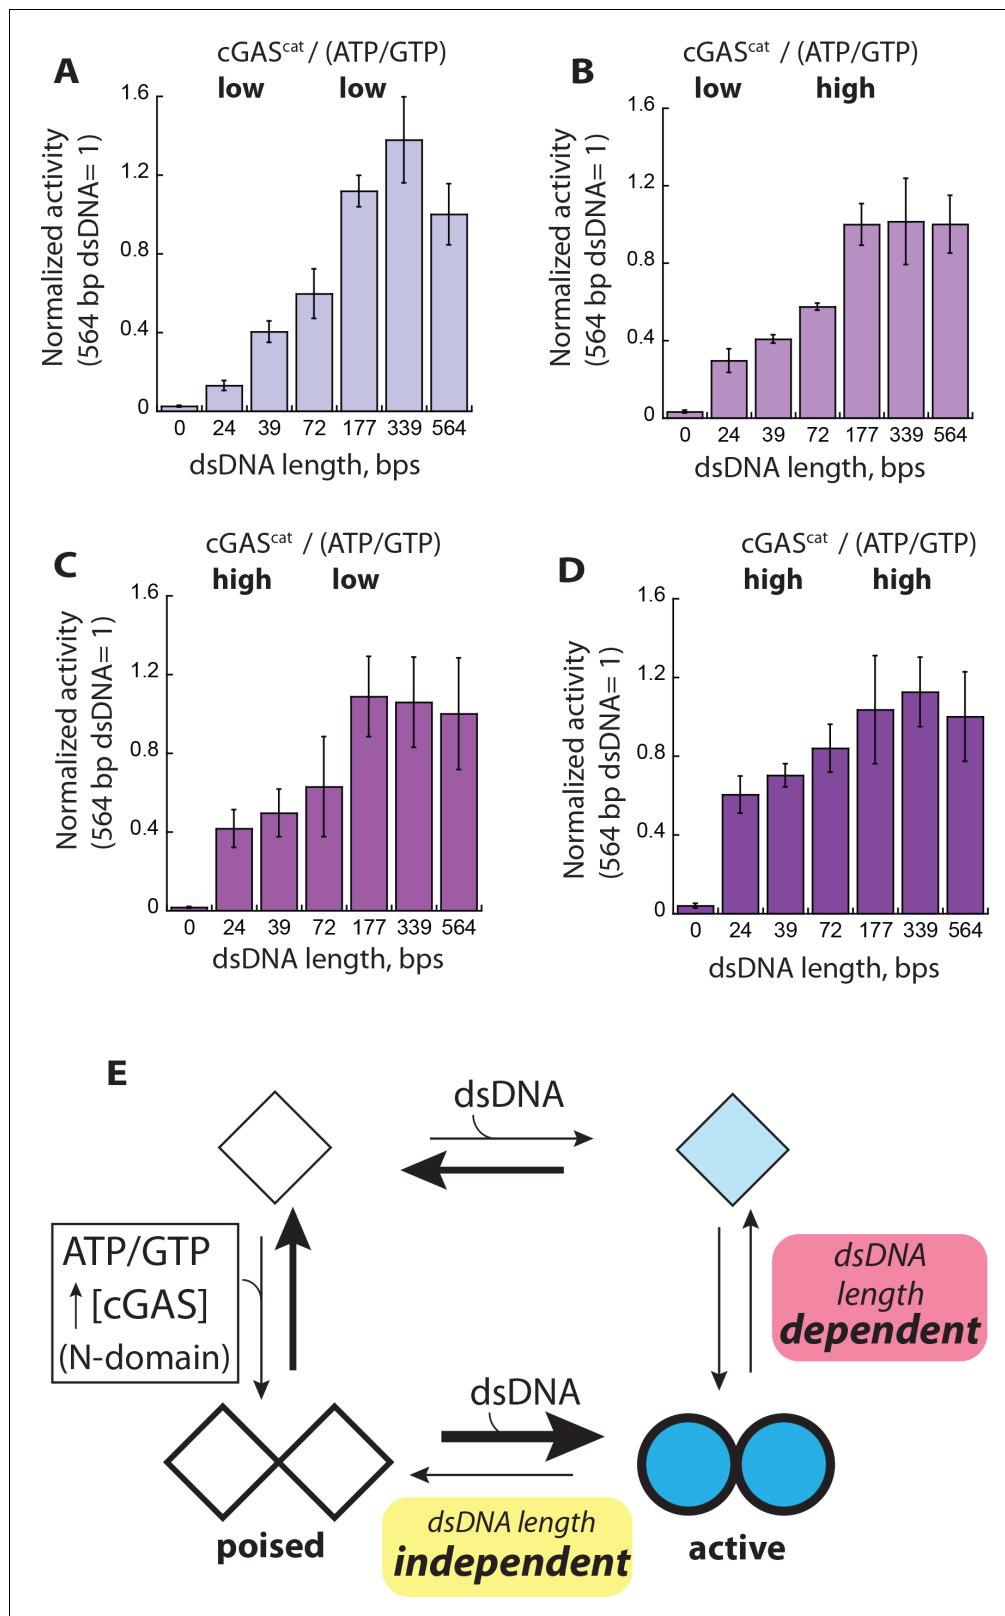 A
cGAScat / (ATP/GTP)
low low
Normalized activity
(564 bp dsDNA= 1)
1.6
1.2
0.8
0.4
0
0 24 39 72 177 339 564
dsDNA length, bps
B
cGAScat / (ATP/GTP)
low high
Normalized activity
(564 bp dsDNA= 1)
1.6
1.2
0.8
0.4
0
0 24 39 72 177 339 564
dsDNA length, bps
C
cGAScat / (ATP/GTP)
high low
Normalized activity
(564 bp dsDNA= 1)
1.6
1.2
0.8
0.4
0
0 24 39 72 177 339 564
dsDNA length, bps
D
cGAScat / (ATP/GTP)
high high
Normalized activity
(564 bp dsDNA= 1)
1.6
1.2
0.8
0.4
0
0 24 39 72 177 339 564
dsDNA length, bps
E
dsDNA
ATP/GTP
↑ [cGAS]
(N-domain)
dsDNA
length
dependent
dsDNA
poised
dsDNA length
independent
active